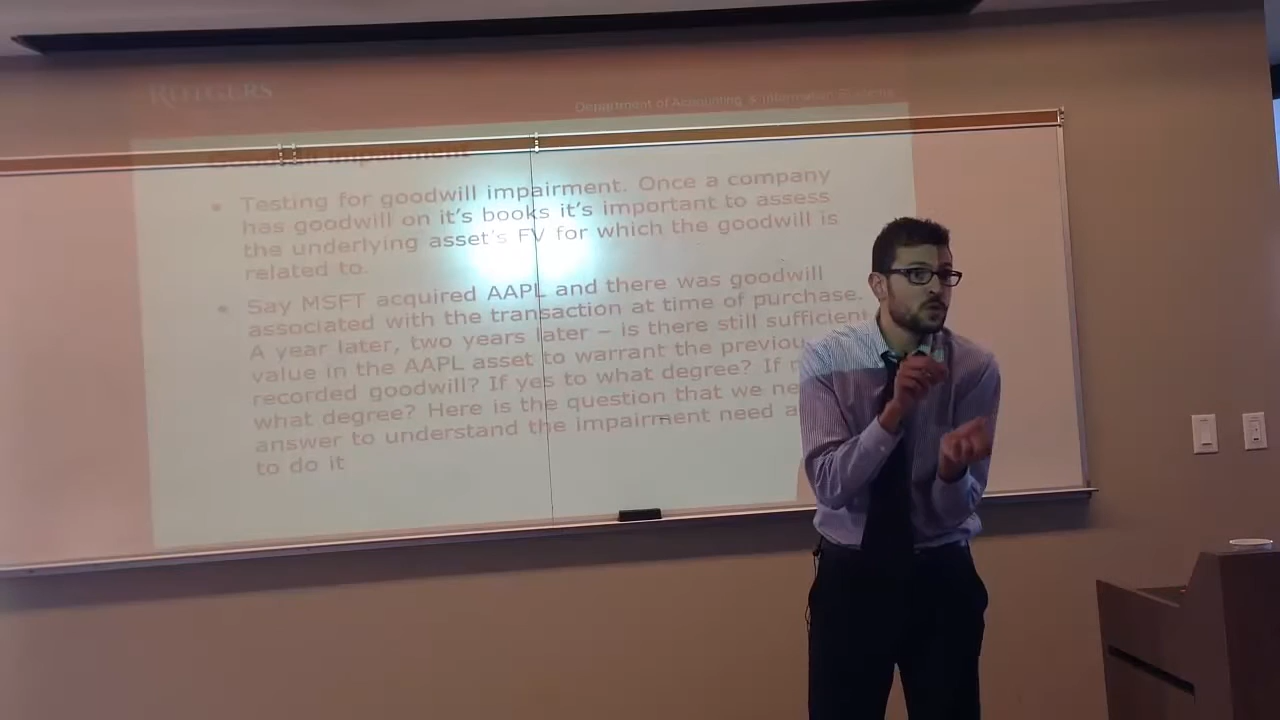 RUTGERS
Department of Accounting & Information Systems
Goodwill Impairment
Testing for goodwill impairment. Once a company
has goodwill on it's books it's important to assess
the underlying asset's FV for which the goodwill is
related to.
Say MSFT acquired AAPL and there was goodwill
associated with the transaction at time of purchase.
A year later, two years later – is there still sufficient
value in the AAPL asset to warrant the
recorded goodwill? If yes to what degree? If
what degree? Here is the question that we
answer to understand the impairment need
to do it